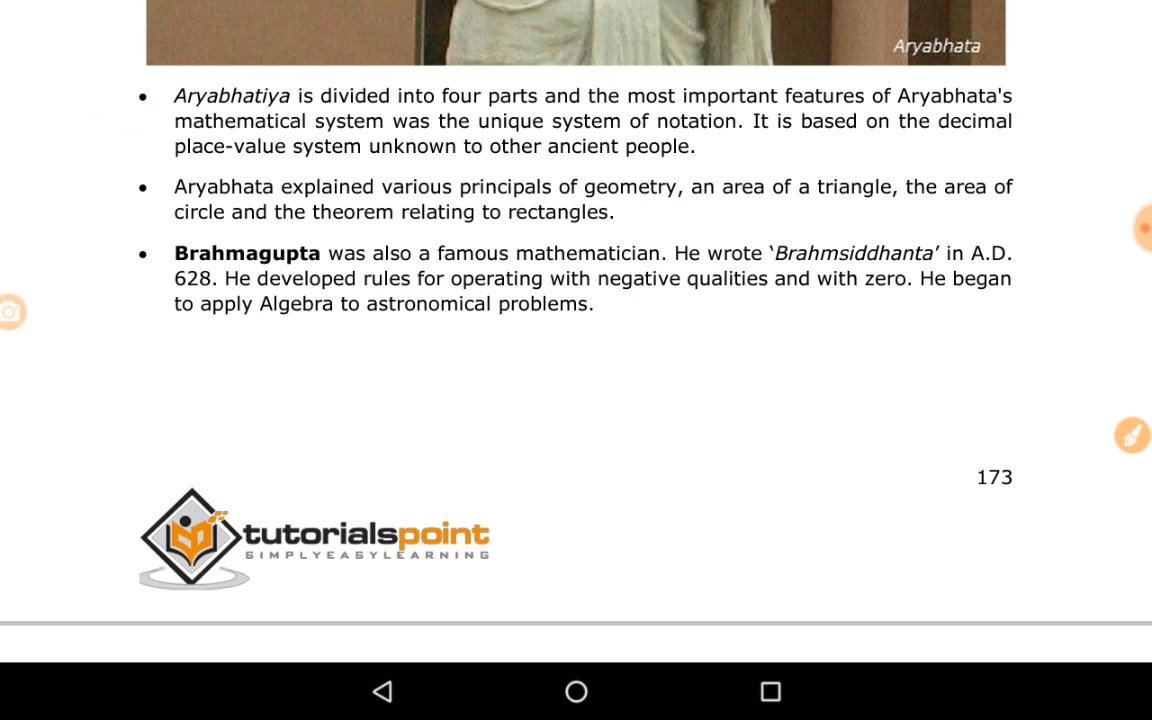 Aryabhata
• Aryabhatiya is divided into four parts and the most important features of Aryabhata's
mathematical system was the unique system of notation. It is based on the decimal
place-value system unknown to other ancient people.
• Aryabhata explained various principals of geometry, an area of a triangle, the area of
circle and the theorem relating to rectangles.
• Brahmagupta was also a famous mathematician. He wrote ‘Brahmsiddhanta’ in A.D.
628. He developed rules for operating with negative qualities and with zero. He began
to apply Algebra to astronomical problems.
173
tutorialspoint
SIMPLYEASYLEARNING